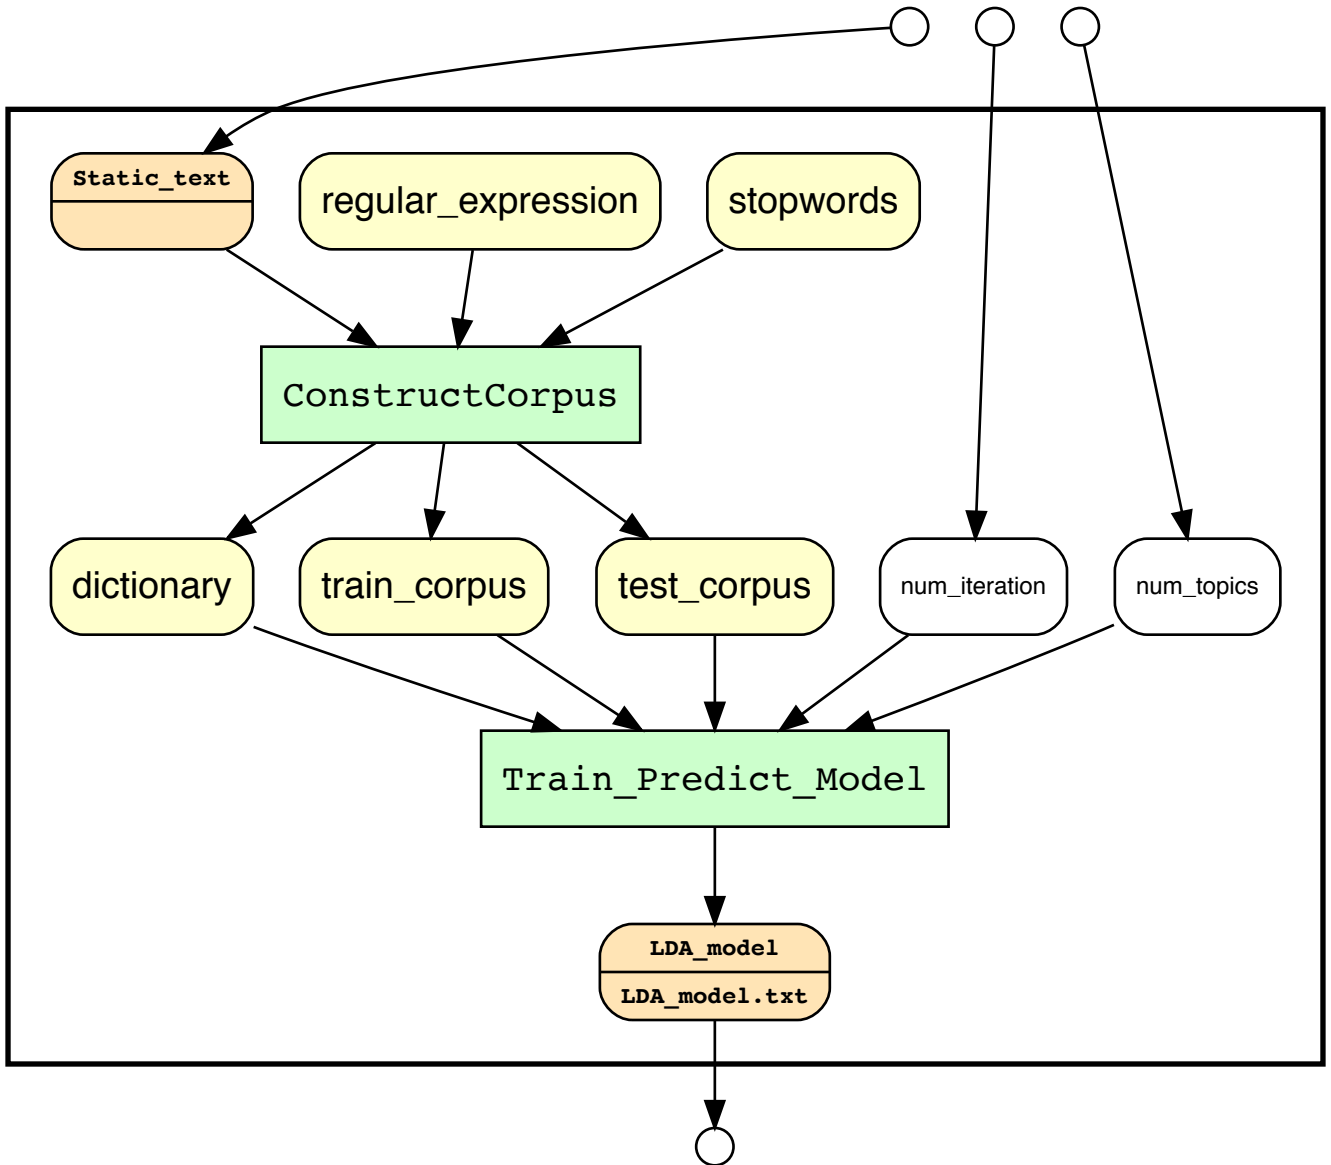 Static_text
regular_expression
stopwords
ConstructCorpus
dictionary
train_corpus
test_corpus
num_iteration
num_topics
Train_Predict_Model
LDA_model
LDA_model.txt